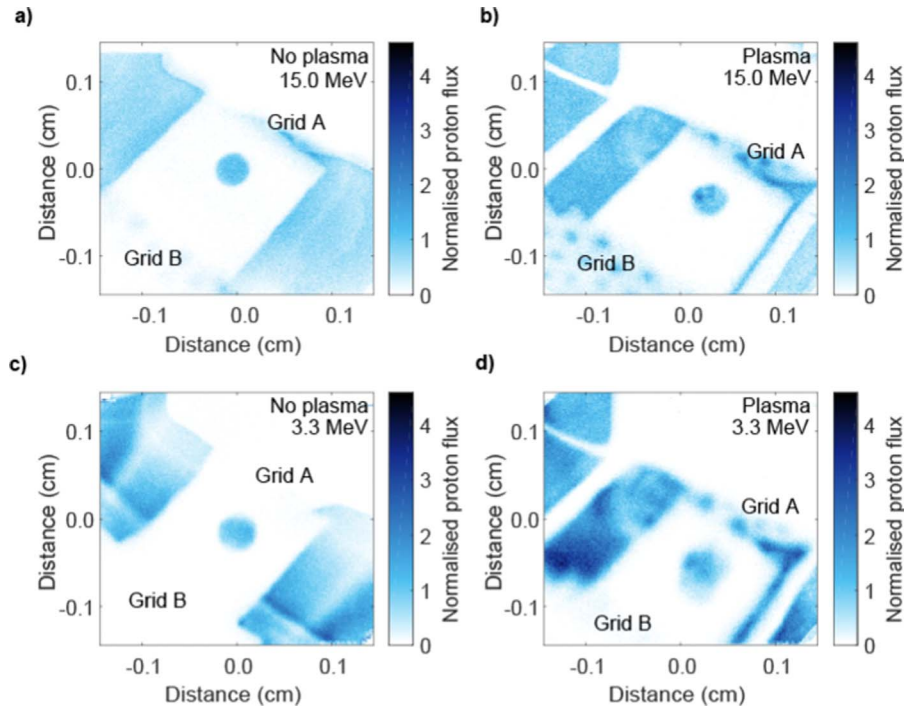 a)
No plasma
15.0 MeV
Grid A
Grid B
0.1
0.0
-0.1
Distance (cm)
-0.1 0.0 0.1
Distance (cm)
4
3
2
1
0
Normalised proton flux
b)
Plasma
15.0 MeV
Grid A
Grid B
0.1
0.0
-0.1
Distance (cm)
-0.1 0.0 0.1
Distance (cm)
4
3
2
1
0
Normalised proton flux
c)
No plasma
3.3 MeV
Grid A
Grid B
0.1
0.0
-0.1
Distance (cm)
-0.1 0.0 0.1
Distance (cm)
4
3
2
1
0
Normalised proton flux
d)
Plasma
3.3 MeV
Grid A
Grid B
0.1
0.0
-0.1
Distance (cm)
-0.1 0.0 0.1
Distance (cm)
4
3
2
1
0
Normalised proton flux